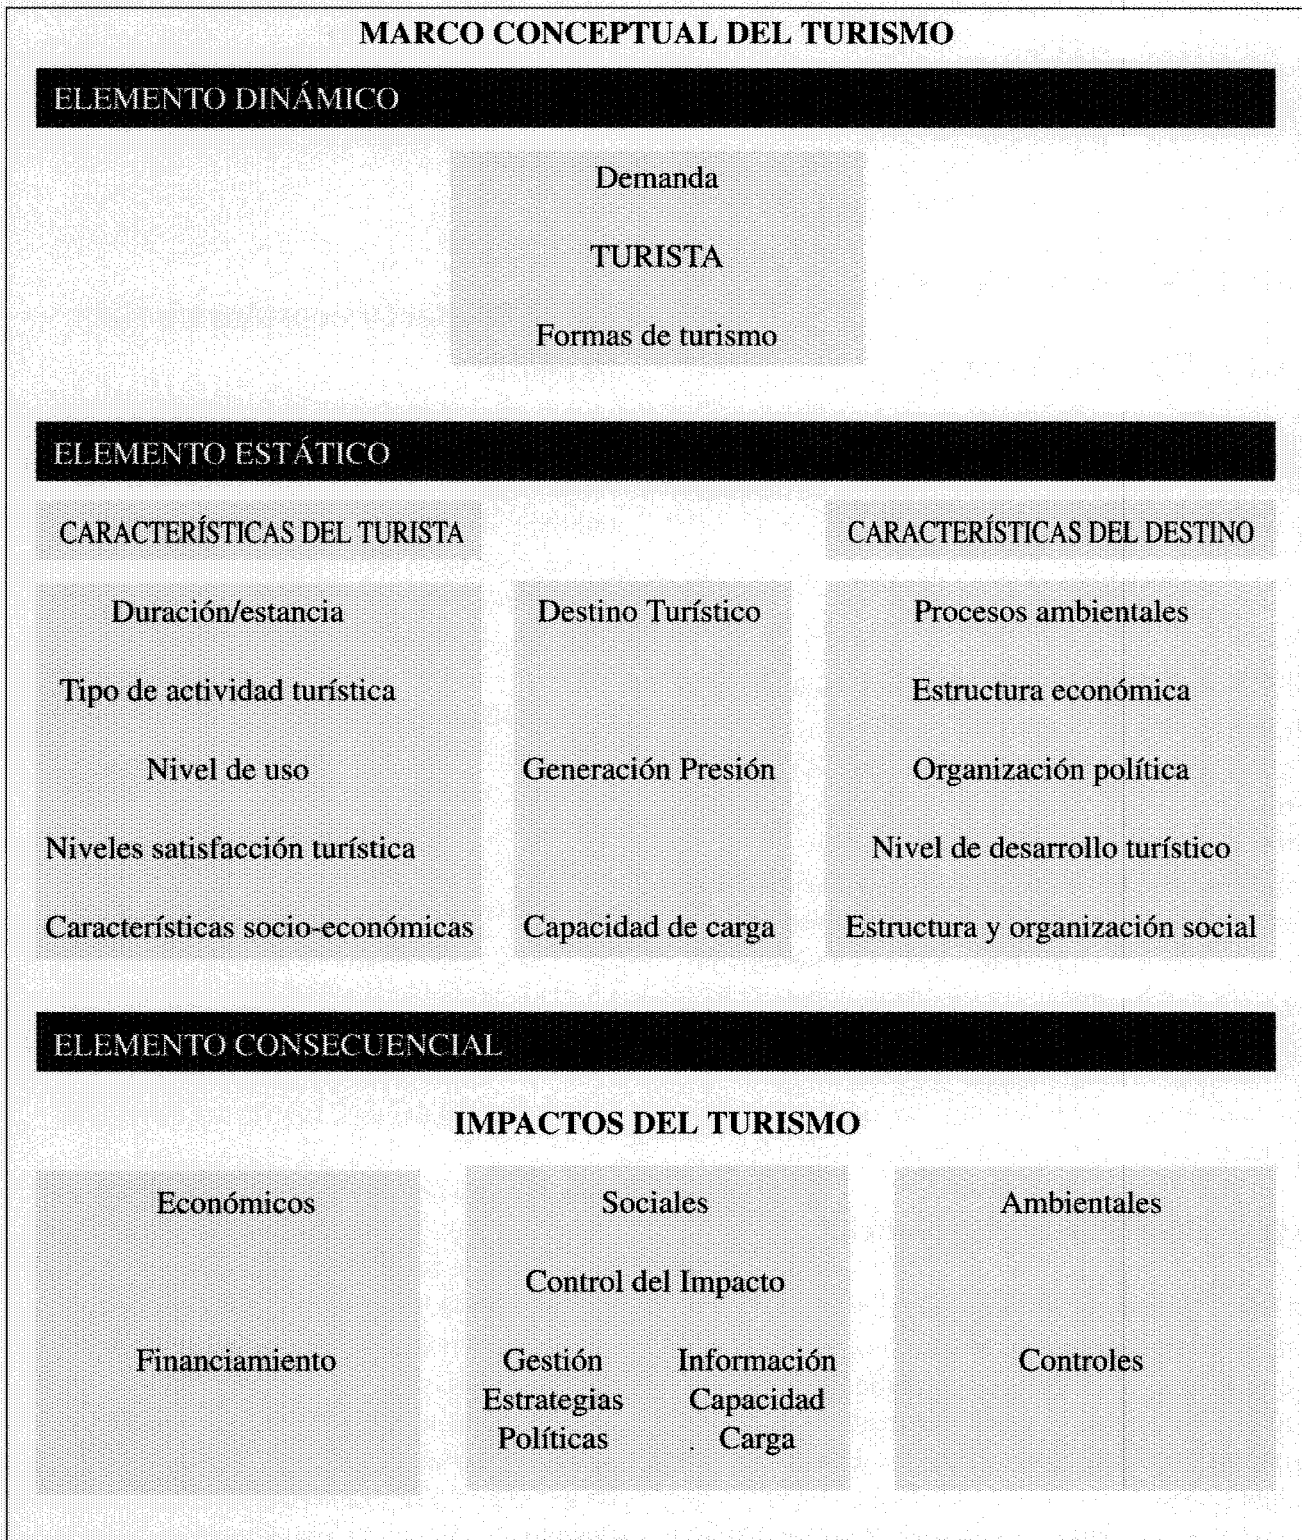 MARCO CONCEPTUAL DEL TURISMO
ELEMENTO DINÁMICO
Demanda
TURISTA
Formas de turismo
ELEMENTO ESTÁTICO
CARACTERÍSTICAS DEL TURISTA
CARACTERÍSTICAS DEL DESTINO
Duración/estancia
Tipo de actividad turística
Nivel de uso
Niveles satisfacción turística
Características socio-económicas
Destino Turístico
Generación Presión
Capacidad de carga
Procesos ambientales
Estructura económica
Organización política
Nivel de desarrollo turístico
Estructura y organización social
ELEMENTO CONSECUENCIAL
IMPACTOS DEL TURISMO
Económicos
Financiamiento
Sociales
Control del Impacto
Gestión
Estrategias
Políticas
Información
Capacidad
Carga
Ambientales
Controles